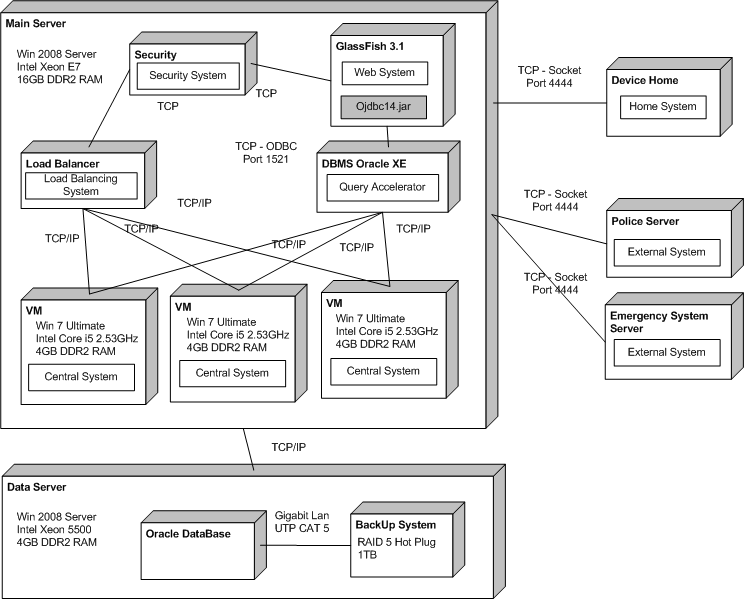 Main Server
Win 2008 Server
Intel Xeon E7
16GB DDR2 RAM
Security
Security System
TCP
TCP
GlassFish 3.1
Web System
Ojdbc14.jar
TCP - Socket
Port 4444
Device Home
Home System
Load Balancer
Load Balancing
System
TCP - ODBC
Port 1521
DBMS Oracle XE
Query Accelerator
TCP/IP
TCP/IP
TCP/IP
TCP/IP
TCP/IP
TCP/IP
TCP - Socket
Port 4444
Police Server
External System
TCP - Socket
Port 4444
Emergency System
Server
External System
VM
Win 7 Ultimate
Intel Core i5 2.53GHz
4GB DDR2 RAM
Central System
VM
Win 7 Ultimate
Intel Core i5 2.53GHz
4GB DDR2 RAM
Central System
VM
Win 7 Ultimate
Intel Core i5 2.53GHz
4GB DDR2 RAM
Central System
TCP/IP
Data Server
Win 2008 Server
Intel Xeon 5500
4GB DDR2 RAM
Oracle DataBase
Gigabit Lan
UTP CAT 5
BackUp System
RAID 5 Hot Plug
1TB